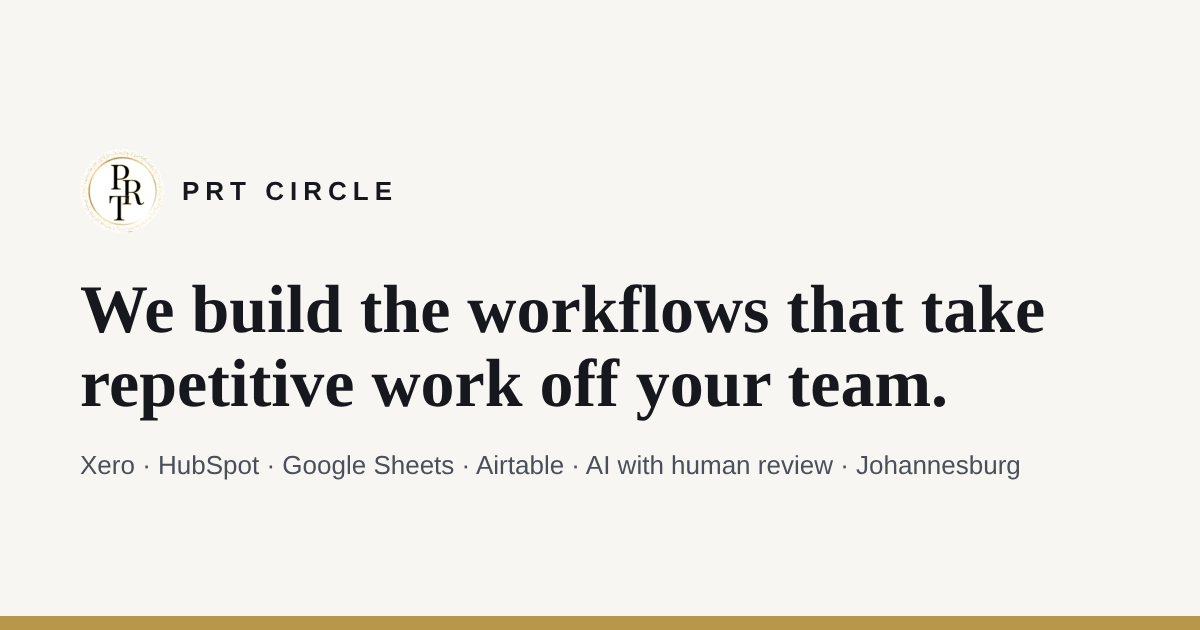 PRT
PRT CIRCLE
We build the workflows that take
repetitive work off your team.
Xero · HubSpot · Google Sheets · Airtable · AI with human review · Johannesburg